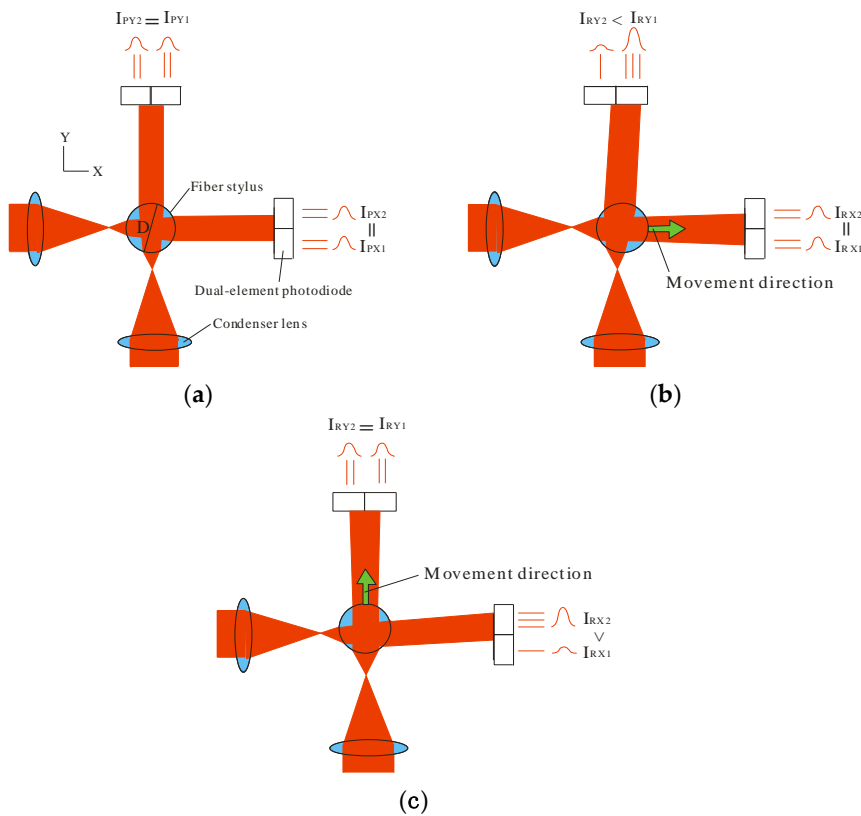 IPY2 = IPY1
Y
X
Fiber stylus
D
IPX2
=
IPX1
Dual-element photodiode
Condenser lens
(a)
IRY2 < IRY1
IRX2
=
IRX1
Movement direction
(b)
IRY2 = IRY1
Movement direction
IRX2
>
IRX1
(c)